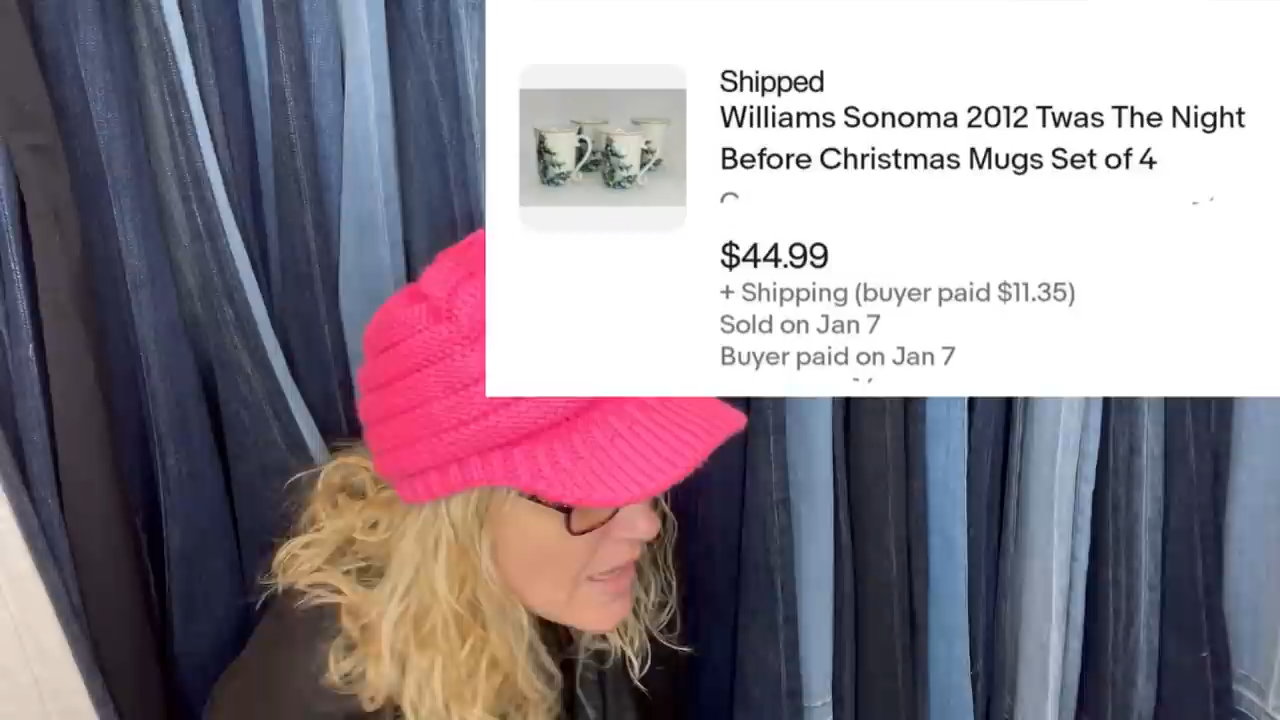 Shipped
Williams Sonoma 2012 Twas The Night
Before Christmas Mugs Set of 4
$44.99
+ Shipping (buyer paid $11.35)
Sold on Jan 7
Buyer paid on Jan 7